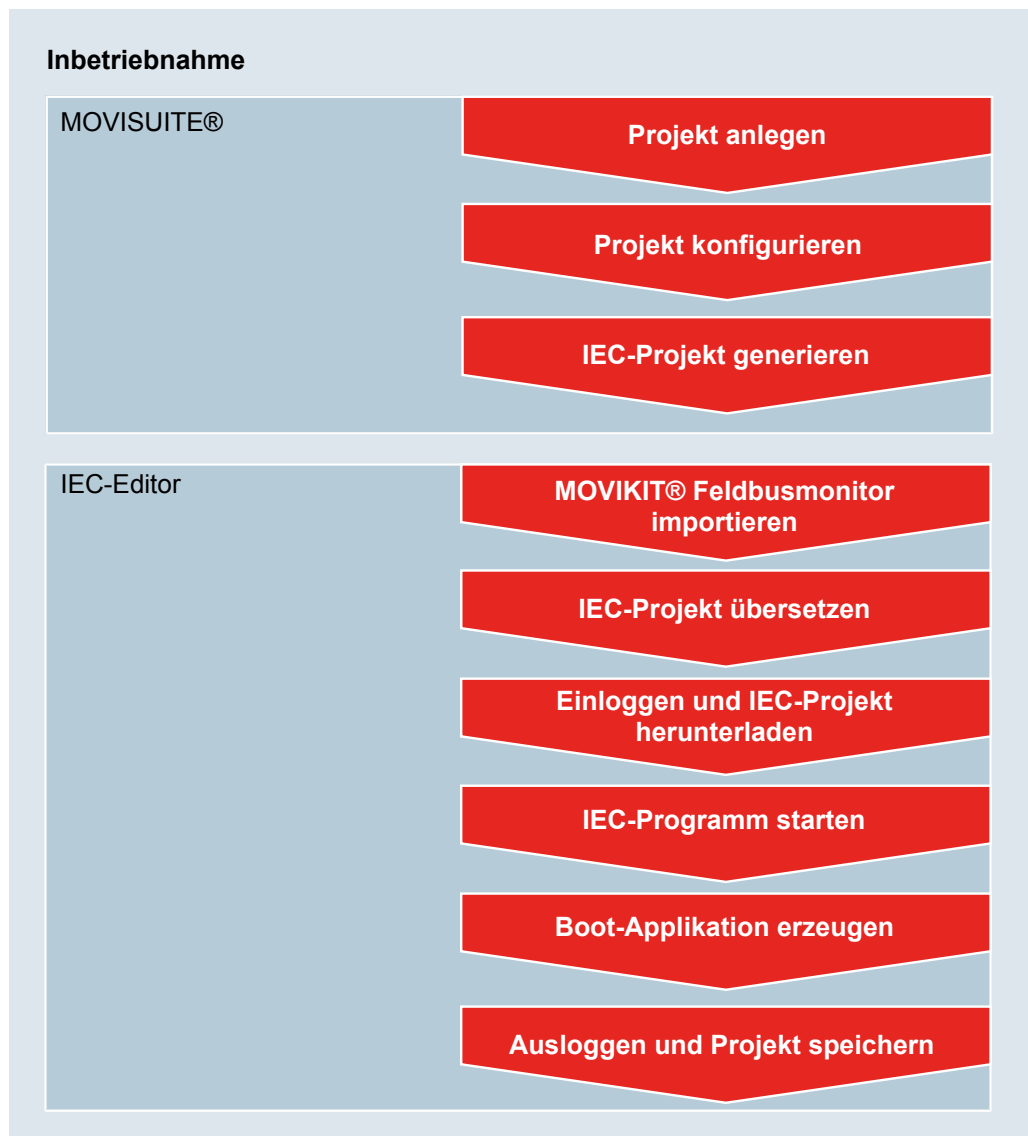 Inbetriebnahme
MOVISUITE®
Projekt anlegen
Projekt konfigurieren
IEC-Projekt generieren
IEC-Editor
MOVIKIT® Feldbusmonitor
importieren
IEC-Projekt übersetzen
Einloggen und IEC-Projekt
herunterladen
IEC-Programm starten
Boot-Applikation erzeugen
Ausloggen und Projekt speichern